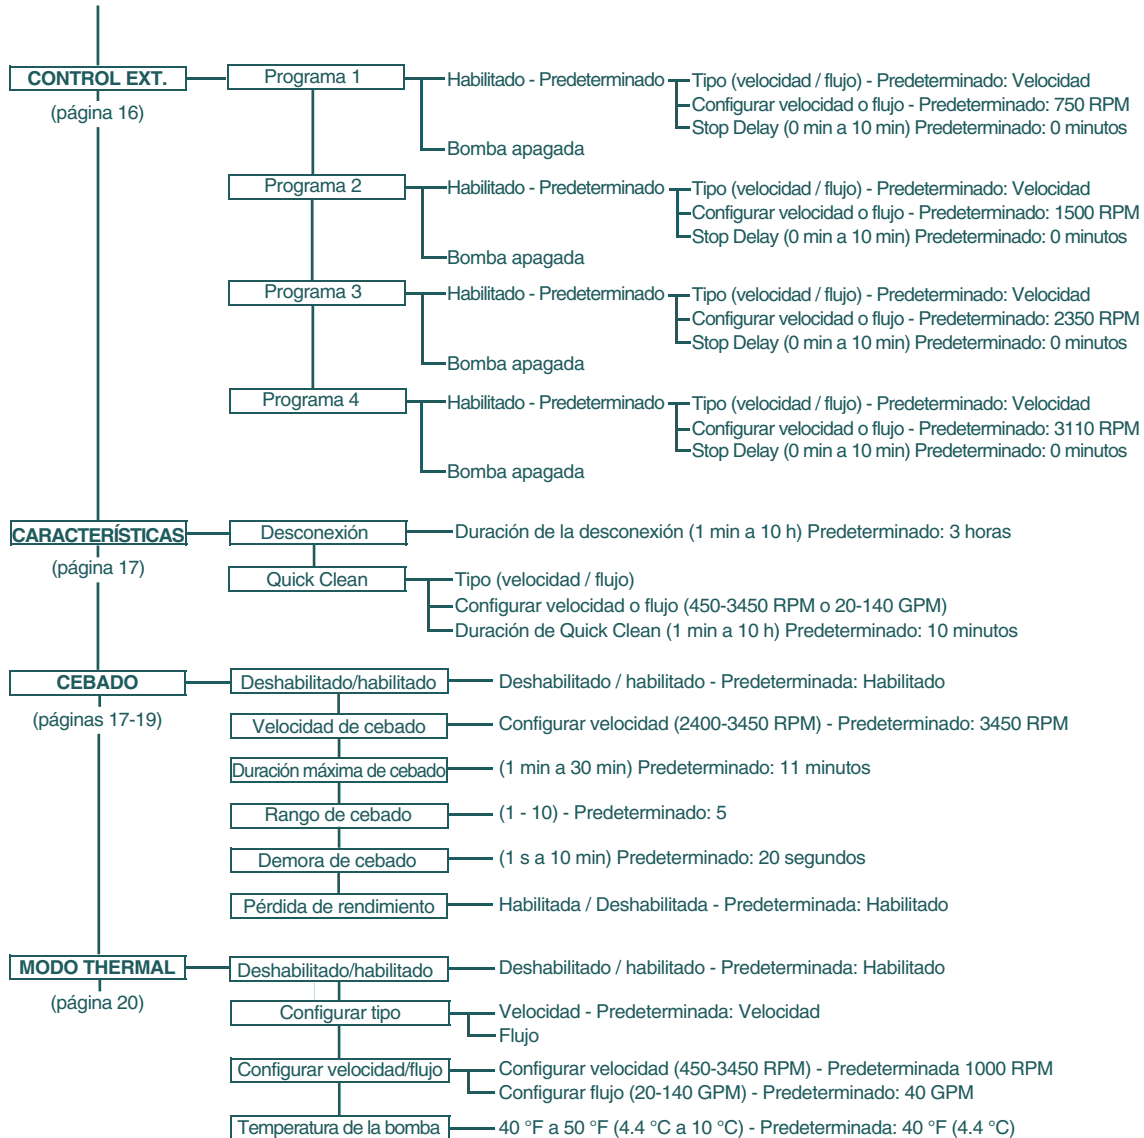 CONTROL EXT.
(página 16)
Programa 1
Habilitado - Predeterminado
Tipo (velocidad / flujo) - Predeterminado: Velocidad
Configurar velocidad o flujo - Predeterminado: 750 RPM
Stop Delay (0 min a 10 min) Predeterminado: 0 minutos
Bomba apagada
Programa 2
Habilitado - Predeterminado
Tipo (velocidad / flujo) - Predeterminado: Velocidad
Configurar velocidad o flujo - Predeterminado: 1500 RPM
Stop Delay (0 min a 10 min) Predeterminado: 0 minutos
Bomba apagada
Programa 3
Habilitado - Predeterminado
Tipo (velocidad / flujo) - Predeterminado: Velocidad
Configurar velocidad o flujo - Predeterminado: 2350 RPM
Stop Delay (0 min a 10 min) Predeterminado: 0 minutos
Bomba apagada
Programa 4
Habilitado - Predeterminado
Tipo (velocidad / flujo) - Predeterminado: Velocidad
Configurar velocidad o flujo - Predeterminado: 3110 RPM
Stop Delay (0 min a 10 min) Predeterminado: 0 minutos
Bomba apagada
CARACTERÍSTICAS
(página 17)
Desconexión
Duración de la desconexión (1 min a 10 h) Predeterminado: 3 horas
Quick Clean
Tipo (velocidad / flujo)
Configurar velocidad o flujo (450-3450 RPM o 20-140 GPM)
Duración de Quick Clean (1 min a 10 h) Predeterminado: 10 minutos
CEBADO
(páginas 17-19)
Deshabilitado/habilitado
Deshabilitado / habilitado - Predeterminada: Habilitado
Velocidad de cebado
Configurar velocidad (2400-3450 RPM) - Predeterminado: 3450 RPM
Duración máxima de cebado
(1 min a 30 min) Predeterminado: 11 minutos
Rango de cebado
(1 - 10) - Predeterminado: 5
Demora de cebado
(1 s a 10 min) Predeterminado: 20 segundos
Pérdida de rendimiento
Habilitada / Deshabilitada - Predeterminada: Habilitado
MODO THERMAL
(página 20)
Deshabilitado/habilitado
Deshabilitado / habilitado - Predeterminada: Habilitado
Configurar tipo
Velocidad - Predeterminada: Velocidad
Flujo
Configurar velocidad/flujo
Configurar velocidad (450-3450 RPM) - Predeterminada 1000 RPM
Configurar flujo (20-140 GPM) - Predeterminado: 40 GPM
Temperatura de la bomba
40 °F a 50 °F (4.4 °C a 10 °C) - Predeterminada: 40 °F (4.4 °C)